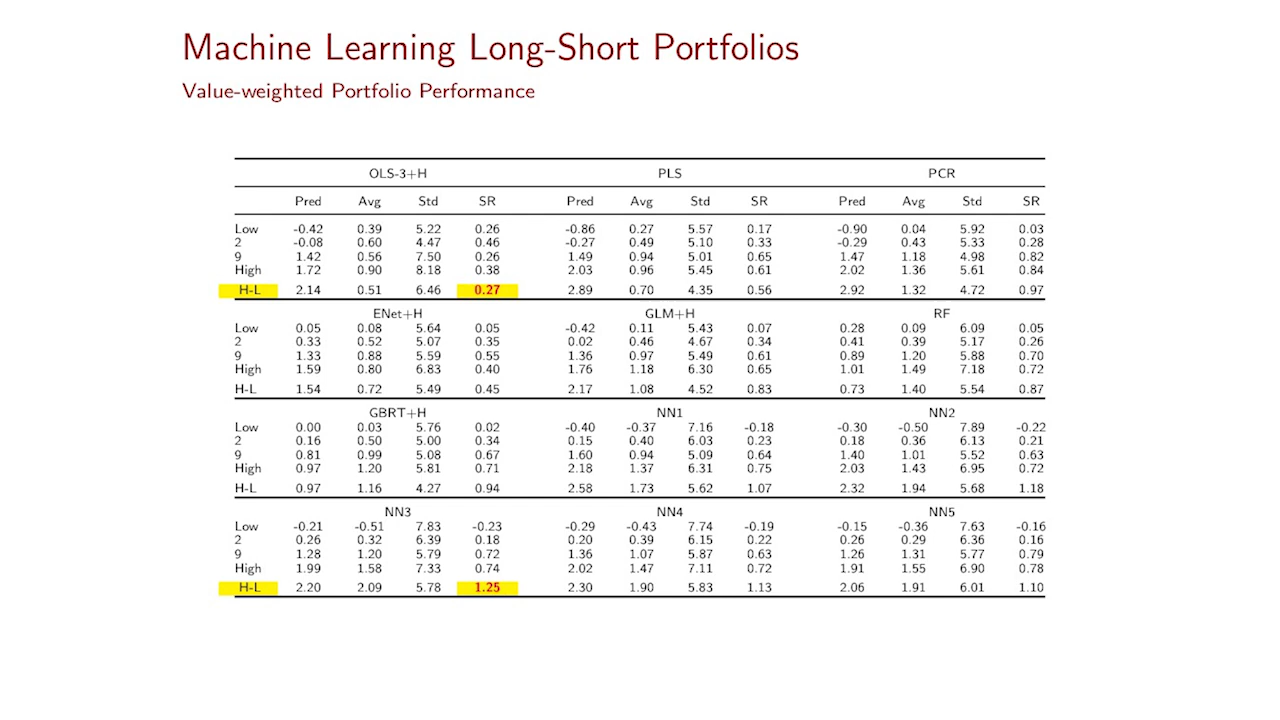 Machine Learning Long-Short Portfolios
Value-weighted Portfolio Performance
OLS-3+H PLS PCR
Pred Avg Std SR Pred Avg Std SR Pred Avg Std SR
Low -0.42 0.39 5.22 0.26 -0.86 0.27 5.57 0.17 -0.90 0.04 5.92 0.03
2 -0.08 0.60 4.47 0.46 -0.27 0.49 5.10 0.33 -0.29 0.43 5.33 0.28
9 1.42 0.56 7.50 0.26 1.49 0.94 5.01 0.65 1.47 1.18 4.98 0.82
High 1.72 0.90 8.18 0.38 2.03 0.96 5.45 0.61 2.02 1.36 5.61 0.84
H-L 2.14 0.51 6.46 0.27 2.89 0.70 4.35 0.56 2.92 1.32 4.72 0.97
ENet+H GLM+H RF
Low 0.05 0.08 5.64 0.05 -0.42 0.11 5.43 0.07 0.28 0.09 6.09 0.05
2 0.33 0.52 5.07 0.35 0.02 0.46 4.67 0.34 0.41 0.39 5.17 0.26
9 1.33 0.88 5.59 0.55 1.36 0.97 5.49 0.61 0.89 1.20 5.88 0.70
High 1.59 0.80 6.83 0.40 1.76 1.18 6.30 0.65 1.01 1.49 7.18 0.72
H-L 1.54 0.72 5.49 0.45 2.17 1.08 4.52 0.83 0.73 1.40 5.54 0.87
GBRT+H NN1 NN2
Low 0.00 0.03 5.76 0.02 -0.40 -0.37 7.16 -0.18 -0.30 -0.50 7.89 -0.22
2 0.16 0.50 5.00 0.34 0.15 0.40 6.03 0.23 0.18 0.36 6.13 0.21
9 0.81 0.99 5.08 0.67 1.60 0.94 5.09 0.64 1.40 1.01 5.52 0.63
High 0.97 1.20 5.81 0.71 2.18 1.37 6.31 0.75 2.03 1.43 6.95 0.72
H-L 0.97 1.16 4.27 0.94 2.58 1.73 5.62 1.07 2.32 1.94 5.68 1.18
NN3 NN4 NN5
Low -0.21 -0.51 7.83 -0.23 -0.29 -0.43 7.74 -0.19 -0.15 -0.36 7.63 -0.16
2 0.26 0.32 6.39 0.18 0.20 0.39 6.15 0.22 0.26 0.29 6.36 0.16
9 1.28 1.20 5.79 0.72 1.36 1.07 5.87 0.63 1.26 1.31 5.77 0.79
High 1.99 1.58 7.33 0.74 2.02 1.47 7.11 0.72 1.91 1.55 6.90 0.78
H-L 2.20 2.09 5.78 1.25 2.30 1.90 5.83 1.13 2.06 1.91 6.01 1.10